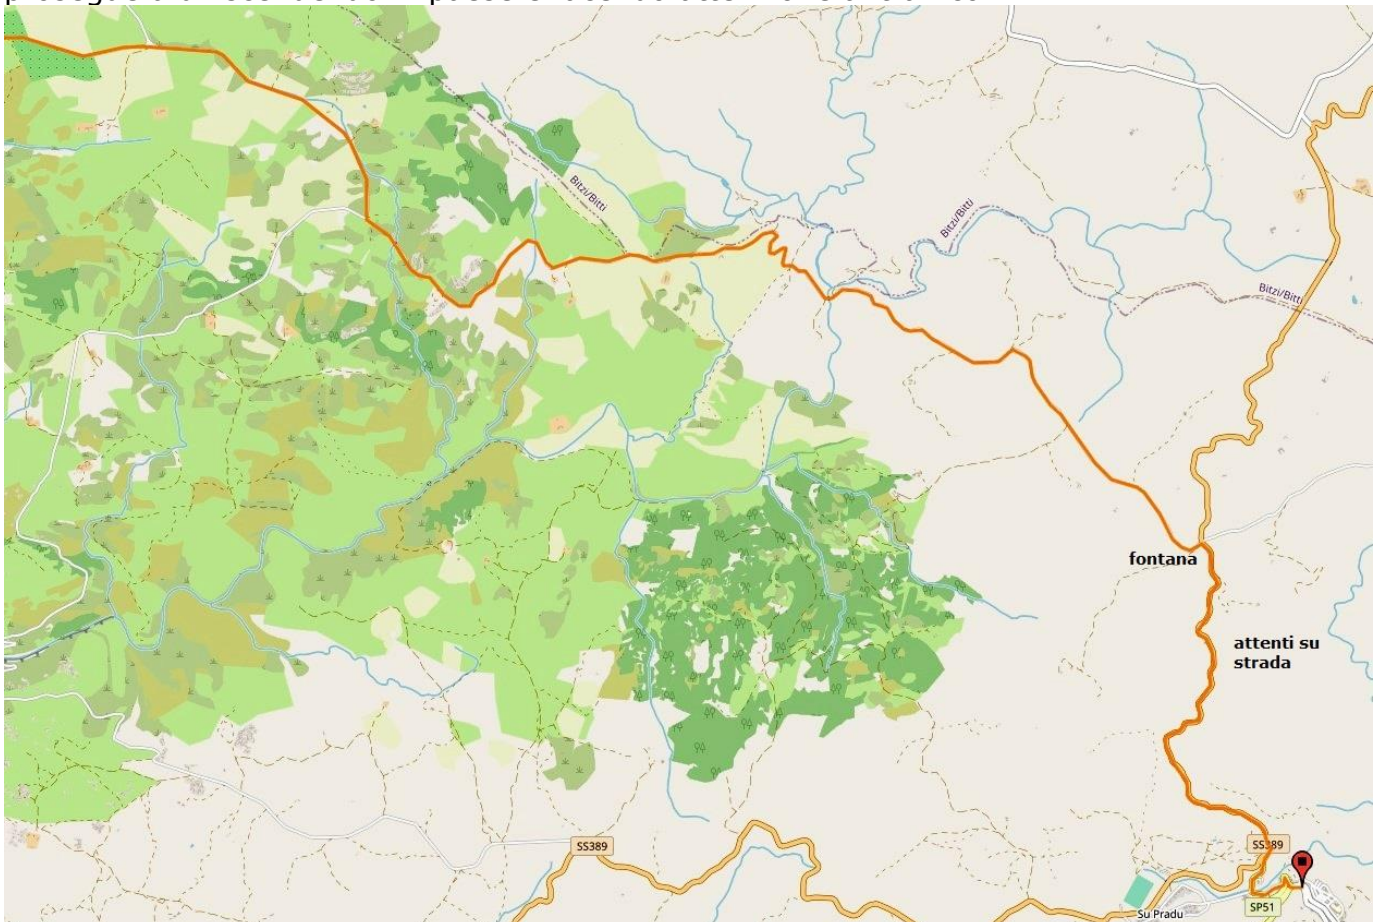 Bitzi/Bitti
Bitzi/Bitti
Bitzi/Bitti
fontana
attenti su
strada
SS389
SS389
SP51
Su Pradu